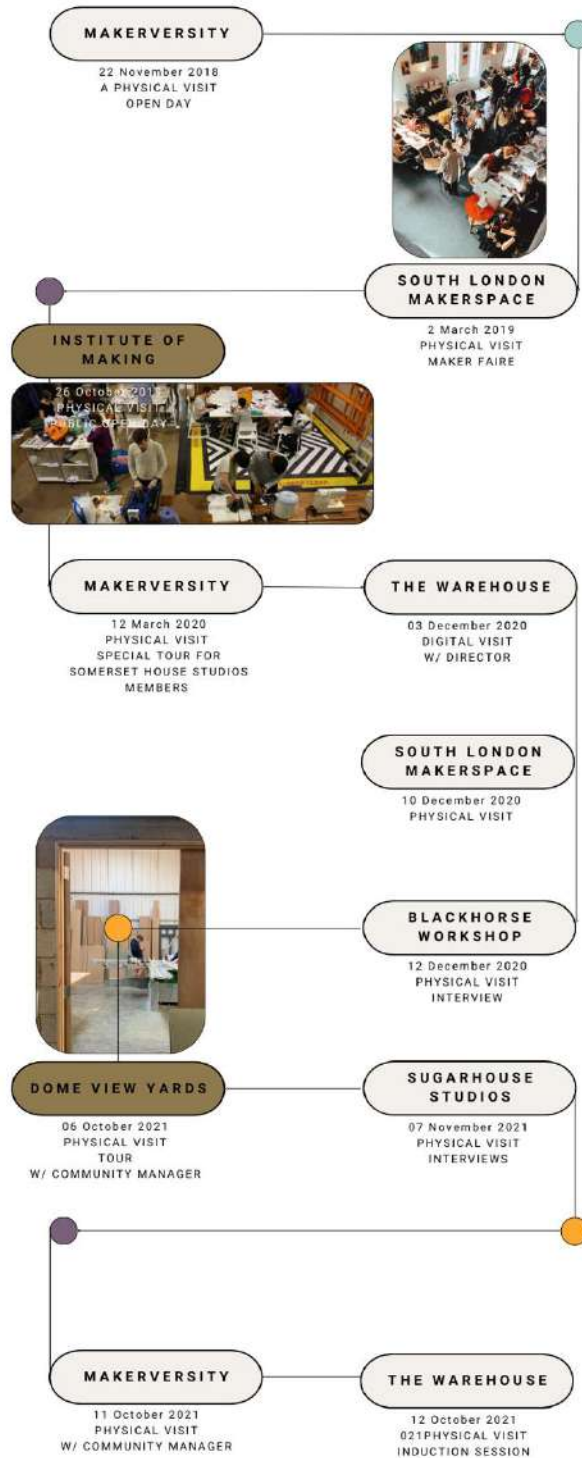 MAKERVERSITY
22 November 2018
A PHYSICAL VISIT
OPEN DAY
SOUTH LONDON
MAKERSPACE
2 March 2019
PHYSICAL VISIT
MAKER FAIRE
INSTITUTE OF
MAKING
26 October
PHYSICAL VISIT
PUBLIC OPEN DAY
MAKERVERSITY
12 March 2020
PHYSICAL VISIT
SPECIAL TOUR FOR
SOMERSET HOUSE STUDIOS
MEMBERS
THE WAREHOUSE
03 December 2020
DIGITAL VISIT
W/ DIRECTOR
SOUTH LONDON
MAKERSPACE
10 December 2020
PHYSICAL VISIT
BLACKHORSE
WORKSHOP
12 December 2020
PHYSICAL VISIT
INTERVIEW
DOME VIEW YARDS
06 October 2021
PHYSICAL VISIT
TOUR
W/ COMMUNITY MANAGER
SUGARHOUSE
STUDIOS
07 November 2021
PHYSICAL VISIT
INTERVIEWS
MAKERVERSITY
11 October 2021
PHYSICAL VISIT
W/ COMMUNITY MANAGER
THE WAREHOUSE
12 October 2021
021PHYSICAL VISIT
INDUCTION SESSION